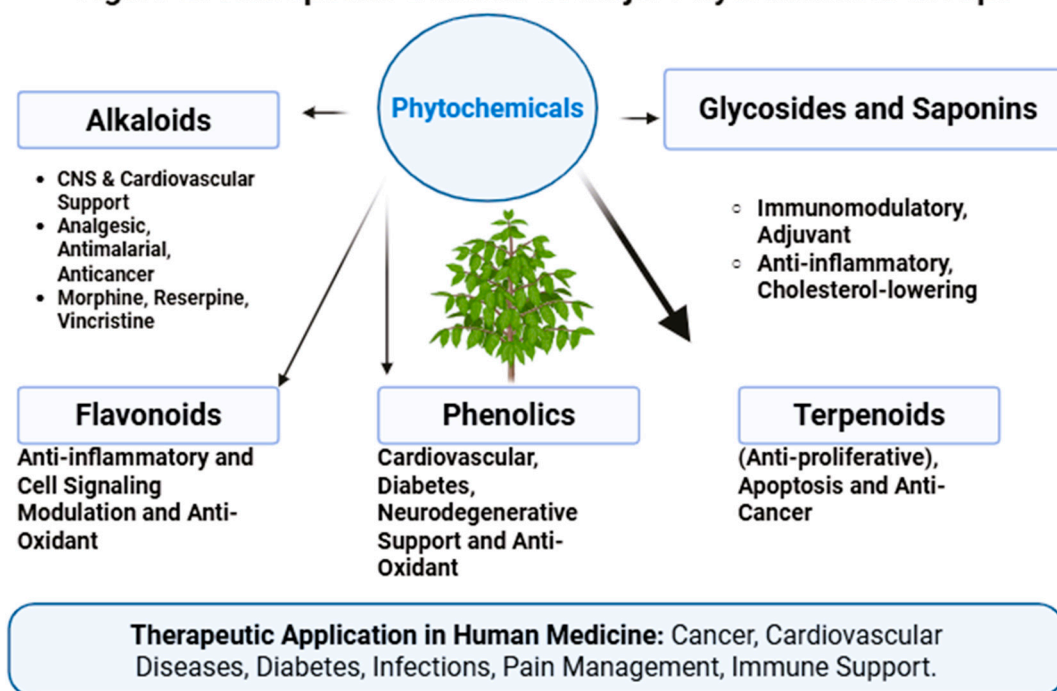 Phytochemicals
Alkaloids
• CNS & Cardiovascular
Support
• Analgesic,
Antimalarial,
Anticancer
• Morphine, Reserpine,
Vincristine
Glycosides and Saponins
○ Immunomodulatory,
Adjuvant
○ Anti-inflammatory,
Cholesterol-lowering
Flavonoids
Anti-inflammatory and
Cell Signaling
Modulation and Anti-
Oxidant
Phenolics
Cardiovascular,
Diabetes,
Neurodegenerative
Support and Anti-
Oxidant
Terpenoids
(Anti-proliferative),
Apoptosis and Anti-
Cancer
Therapeutic Application in Human Medicine: Cancer, Cardiovascular
Diseases, Diabetes, Infections, Pain Management, Immune Support.